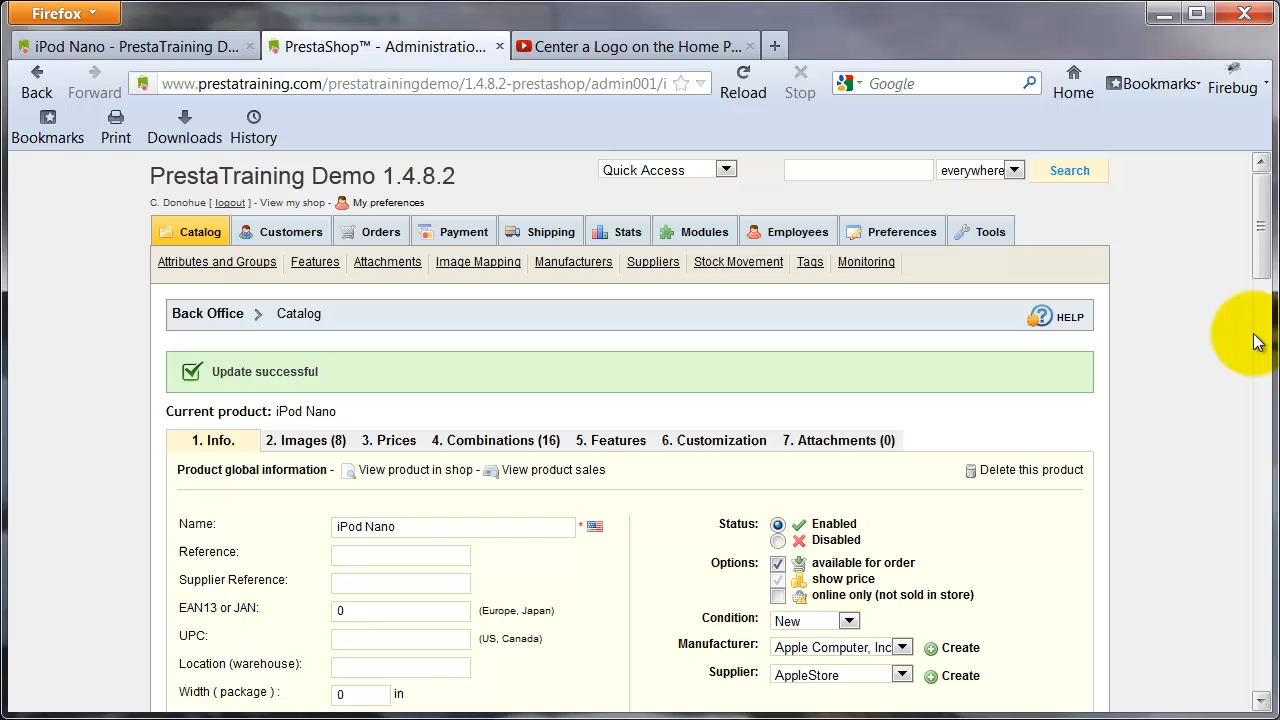 Firefox
iPod Nano - PrestaTraining D...
PrestaShop™ - Administratio...
Center a Logo on the Home P...
Back
Forward
www.prestatraining.com/prestatrainingdemo/1.4.8.2-prestashop/admin001/i
Reload
Stop
Google
Home
Bookmarks
Firebug
Bookmarks
Print
Downloads
History
PrestaTraining Demo 1.4.8.2
Quick Access
everywhere
Search
C. Donohue [ logout ] - View my shop - My preferences
Catalog
Customers
Orders
Payment
Shipping
Stats
Modules
Employees
Preferences
Tools
Attributes and Groups
Features
Attachments
Image Mapping
Manufacturers
Suppliers
Stock Movement
Tags
Monitoring
Back Office
Catalog
HELP
Update successful
Current product: iPod Nano
1. Info.
2. Images (8)
3. Prices
4. Combinations (16)
5. Features
6. Customization
7. Attachments (0)
Product global information - View product in shop - View product sales
Delete this product
Name:
iPod Nano
*
Reference:
Supplier Reference:
EAN13 or JAN:
0
(Europe, Japan)
UPC:
(US, Canada)
Location (warehouse):
Width ( package ) :
0
in
Status:
Enabled
Disabled
Options:
available for order
show price
online only (not sold in store)
Condition:
New
Manufacturer:
Apple Computer, Inc
Create
Supplier:
AppleStore
Create